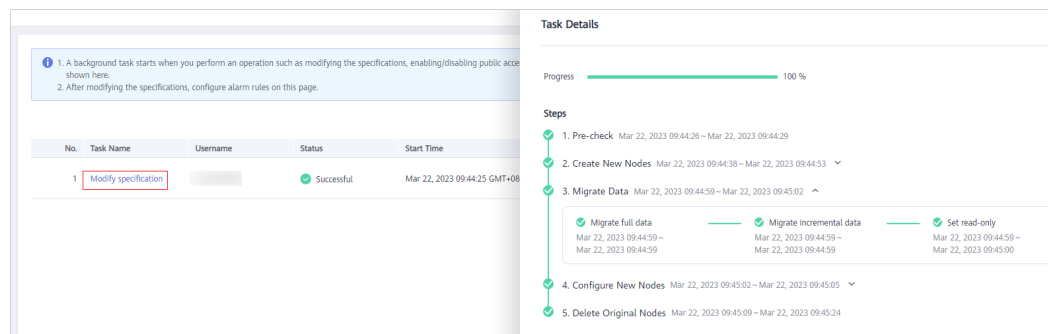 1. A background task starts when you perform an operation such as modifying the specifications, enabling/disabling public acce
shown here.
2. After modifying the specifications, configure alarm rules on this page.
No. Task Name Username Status Start Time
1 Modify specification Successful Mar 22, 2023 09:44:25 GMT+08
Task Details
Progress 100 %
Steps
1. Pre-check Mar 22, 2023 09:44:26 ~ Mar 22, 2023 09:44:29
2. Create New Nodes Mar 22, 2023 09:44:38 ~ Mar 22, 2023 09:44:53
3. Migrate Data Mar 22, 2023 09:44:59 ~ Mar 22, 2023 09:45:02
Migrate full data Migrate incremental data Set read-only
Mar 22, 2023 09:44:59 ~ Mar 22, 2023 09:44:59 ~ Mar 22, 2023 09:44:59 ~
Mar 22, 2023 09:44:59 Mar 22, 2023 09:44:59 Mar 22, 2023 09:45:00
4. Configure New Nodes Mar 22, 2023 09:45:02 ~ Mar 22, 2023 09:45:05
5. Delete Original Nodes Mar 22, 2023 09:45:09 ~ Mar 22, 2023 09:45:24